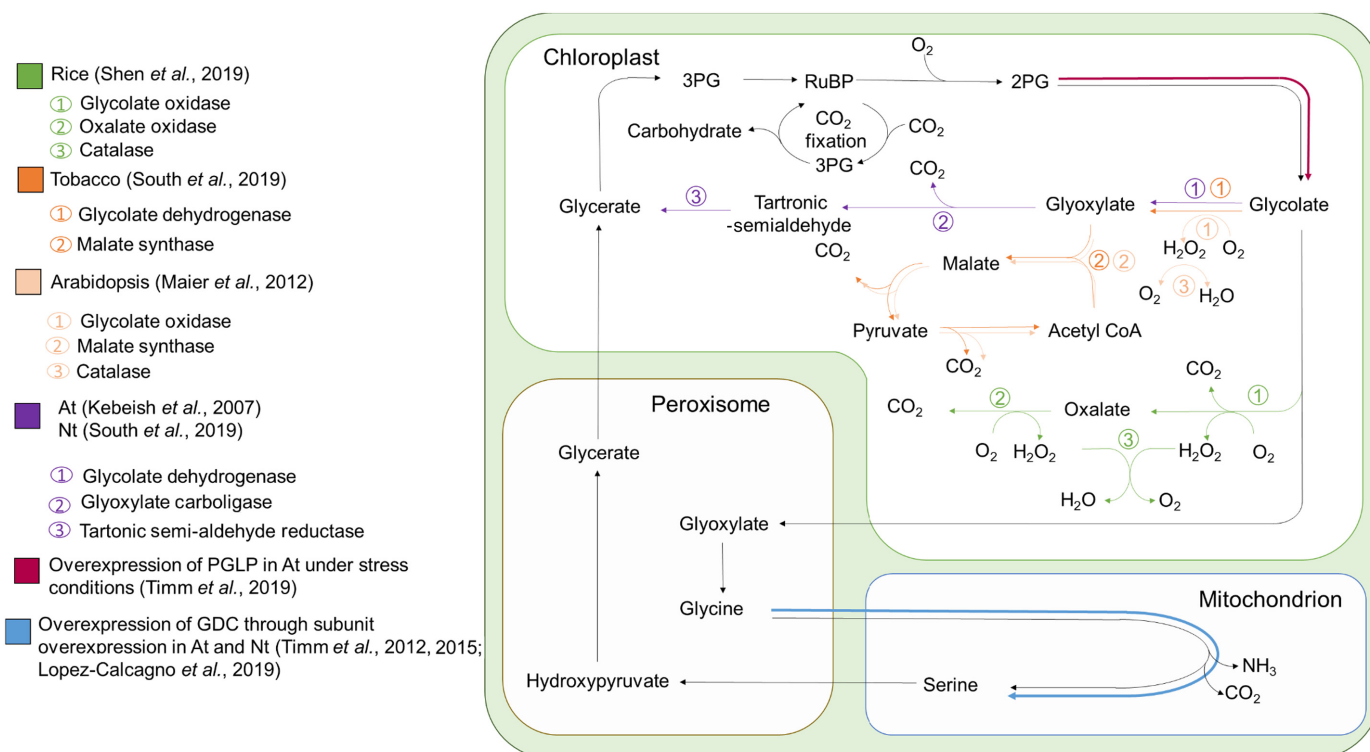 Rice (Shen et al., 2019)
1 Glycolate oxidase
2 Oxalate oxidase
3 Catalase
Tobacco (South et al., 2019)
1 Glycolate dehydrogenase
2 Malate synthase
Arabidopsis (Maier et al., 2012)
1 Glycolate oxidase
2 Malate synthase
3 Catalase
At (Kebeish et al., 2007)
Nt (South et al., 2019)
1 Glycolate dehydrogenase
2 Glyoxylate carboligase
3 Tartonic semi-aldehyde reductase
Overexpression of PGLP in At under stress
conditions (Timm et al., 2019)
Overexpression of GDC through subunit
overexpression in At and Nt (Timm et al., 2012, 2015;
Lopez-Calcagno et al., 2019)
Chloroplast
O₂
3PG
RuBP
2PG
Carbohydrate
CO₂
fixation
CO₂
3PG
CO₂
Glycerate
3
Tartronic
-semialdehyde
2
Glyoxylate
1 1
Glycolate
1
H₂O₂
O₂
CO₂
Malate
2 2
3
O₂
H₂O
Pyruvate
Acetyl CoA
CO₂
CO₂
CO₂
2
Oxalate
1
O₂
H₂O₂
3
H₂O₂
O₂
H₂O
O₂
Peroxisome
Glycerate
Glyoxylate
Glycine
Hydroxypyruvate
Mitochondrion
Serine
NH₃
CO₂